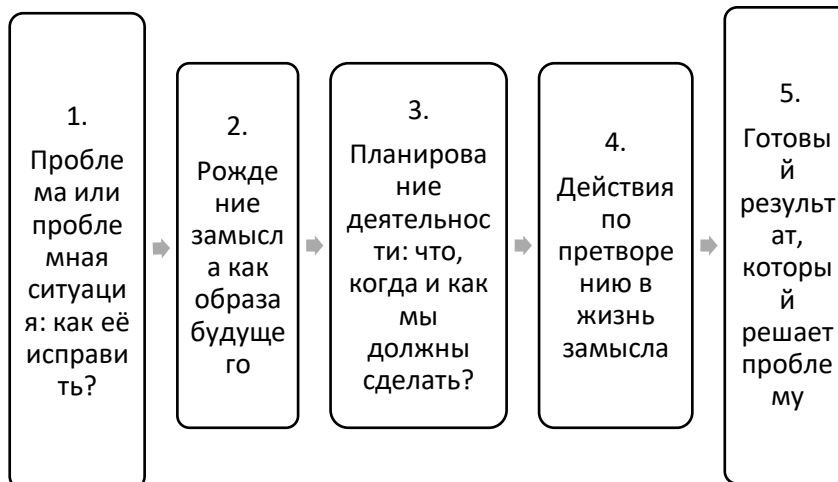 1.
Пробле
ма или
пробле
мная
ситуаци
я: как её
исправи
ть?
2.
Рожде
ние
замысл
а как
образа
будуще
го
3.
Планирова
ние
деятельнос
ти: что,
когда и как
мы
должны
сделать?
4.
Действия
по
претворе
нию в
жизнь
замысла
5.
Готовы
й
результ
ат,
которы
й
решает
пробле
му